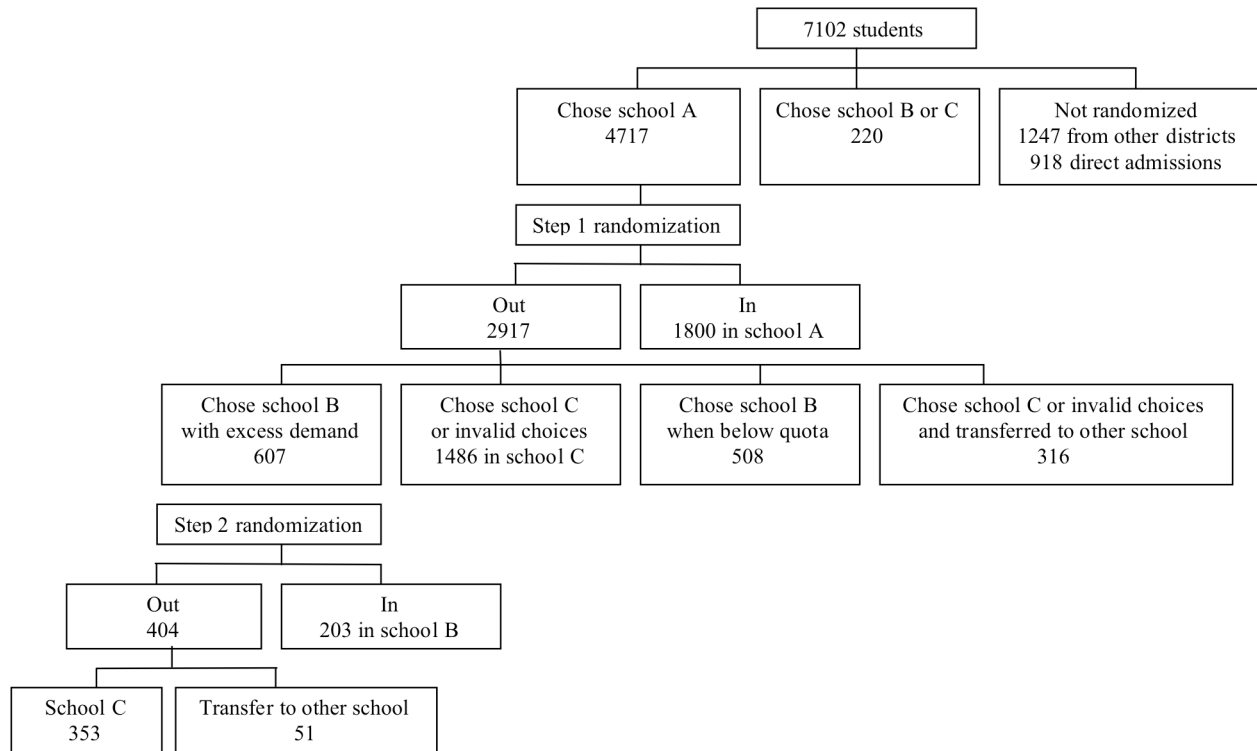 7102 students
Chose school A
4717
Chose school B or C
220
Not randomized
1247 from other districts
918 direct admissions
Step 1 randomization
Out
2917
In
1800 in school A
Chose school B
with excess demand
607
Chose school C
or invalid choices
1486 in school C
Chose school B
when below quota
508
Chose school C or invalid choices
and transferred to other school
316
Step 2 randomization
Out
404
In
203 in school B
School C
353
Transfer to other school
51